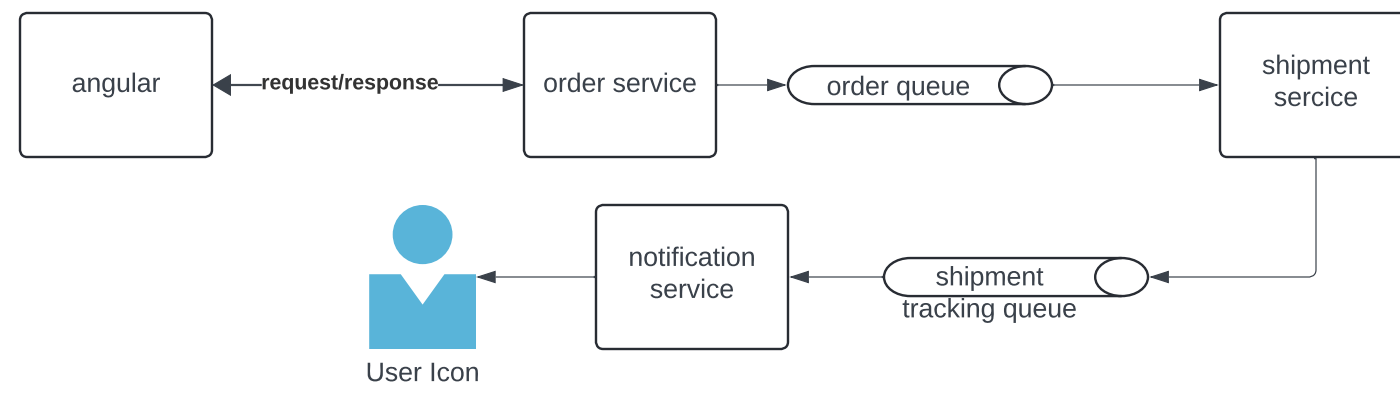 angular
request/response
order service
order queue
shipment
sercice
notification
service
shipment
tracking queue
User Icon